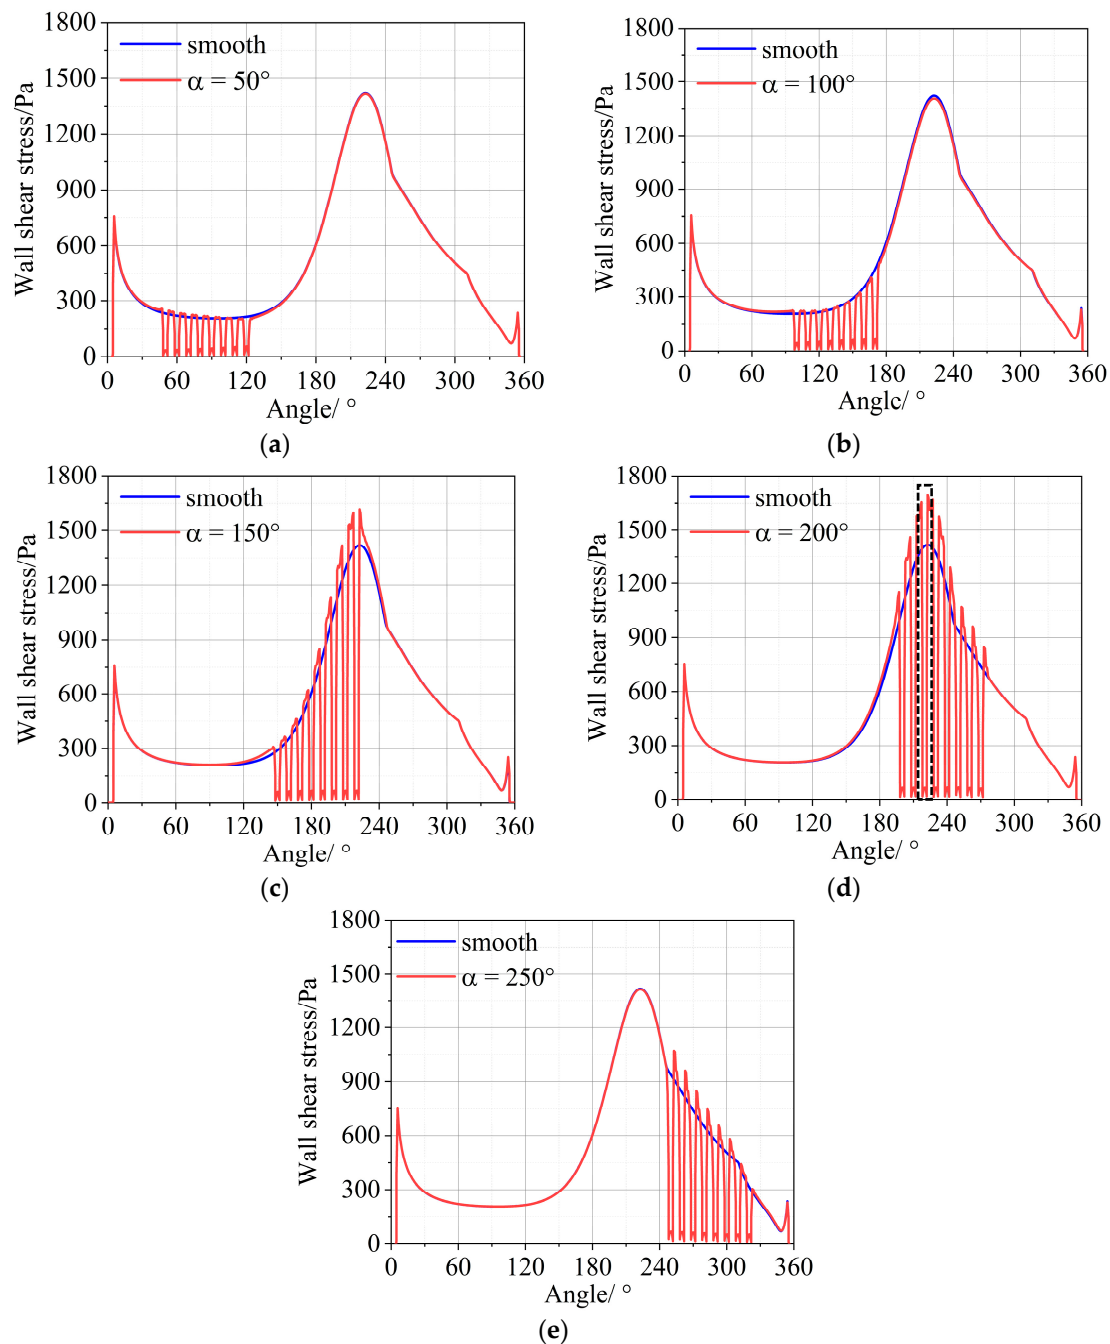 1800
1500
1200
900
600
300
0
Wall shear stress/Pa
smooth
α = 50°
0 60 120 180 240 300 360
Angle/ °
(a)
1800
1500
1200
900
600
300
0
Wall shear stress/Pa
smooth
α = 100°
0 60 120 180 240 300 360
Angle/ °
(b)
1800
1500
1200
900
600
300
0
Wall shear stress/Pa
smooth
α = 150°
0 60 120 180 240 300 360
Angle/ °
(c)
1800
1500
1200
900
600
300
0
Wall shear stress/Pa
smooth
α = 200°
0 60 120 180 240 300 360
Angle/ °
(d)
1800
1500
1200
900
600
300
0
Wall shear stress/Pa
smooth
α = 250°
0 60 120 180 240 300 360
Angle/ °
(e)